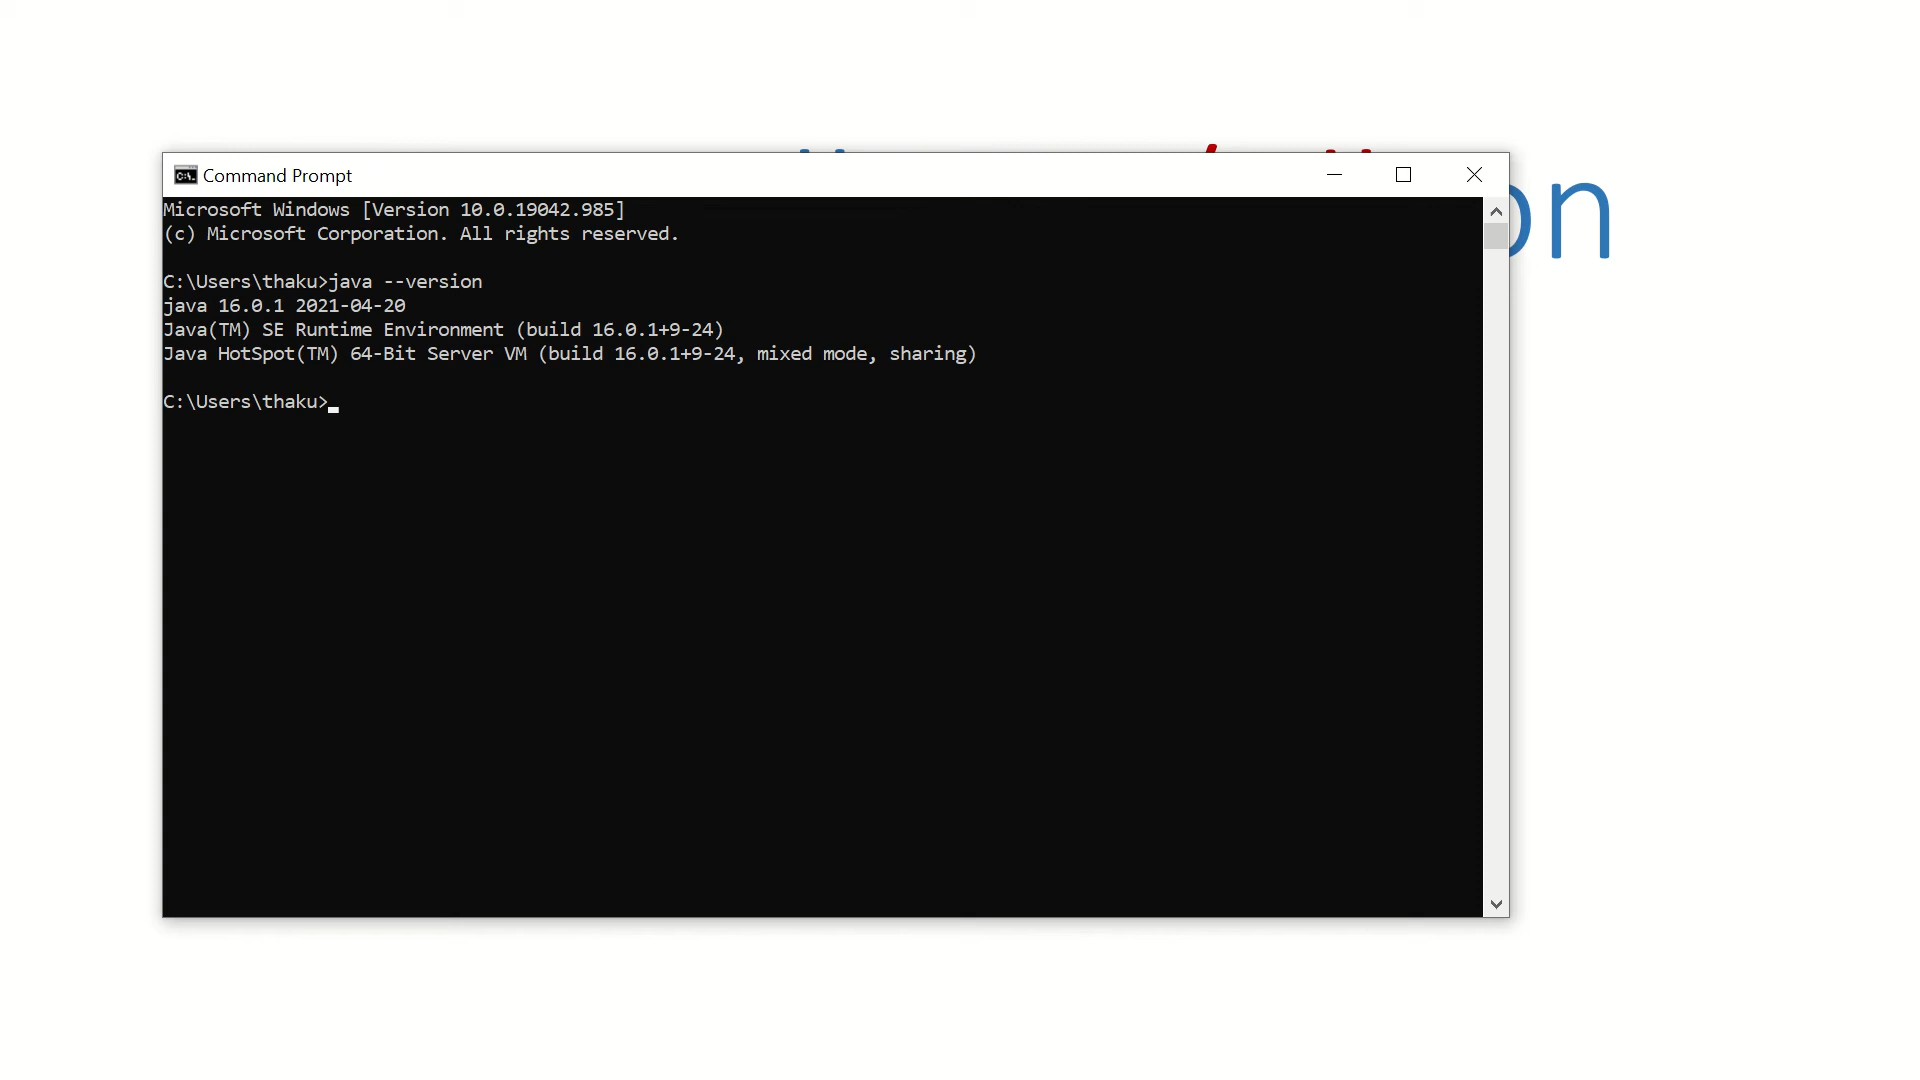 Command Prompt
Microsoft Windows [Version 10.0.19042.985]
(c) Microsoft Corporation. All rights reserved.
C:\Users\thaku>java --version
java 16.0.1 2021-04-20
Java(TM) SE Runtime Environment (build 16.0.1+9-24)
Java HotSpot(TM) 64-Bit Server VM (build 16.0.1+9-24, mixed mode, sharing)
C:\Users\thaku>